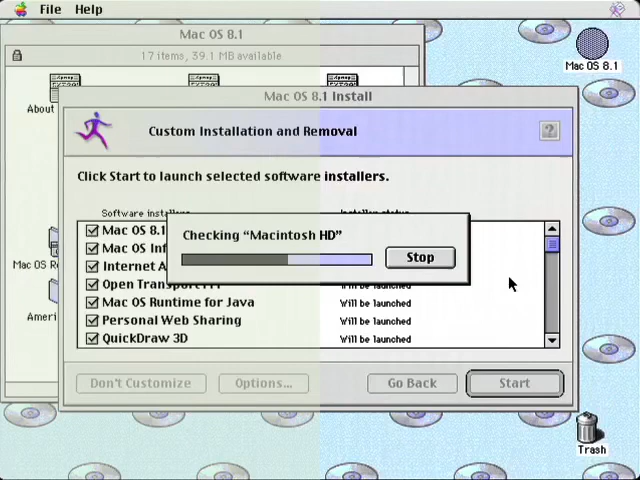 File Help
Mac OS 8.1
17 items, 39.1 MB available
Mac OS 8.1
About
Mac OS 8.1 Install
Custom Installation and Removal
?
Click Start to launch selected software installers.
Software installers
Checking “Macintosh HD”
Stop
Mac OS 8.1
Mac OS Inf
Internet A
Open Transport
Will be launched
Mac OS Runtime for Java
Will be launched
Personal Web Sharing
Will be launched
QuickDraw 3D
Will be launched
Mac OS R
Ameri
Don't Customize
Options...
Go Back
Start
Trash